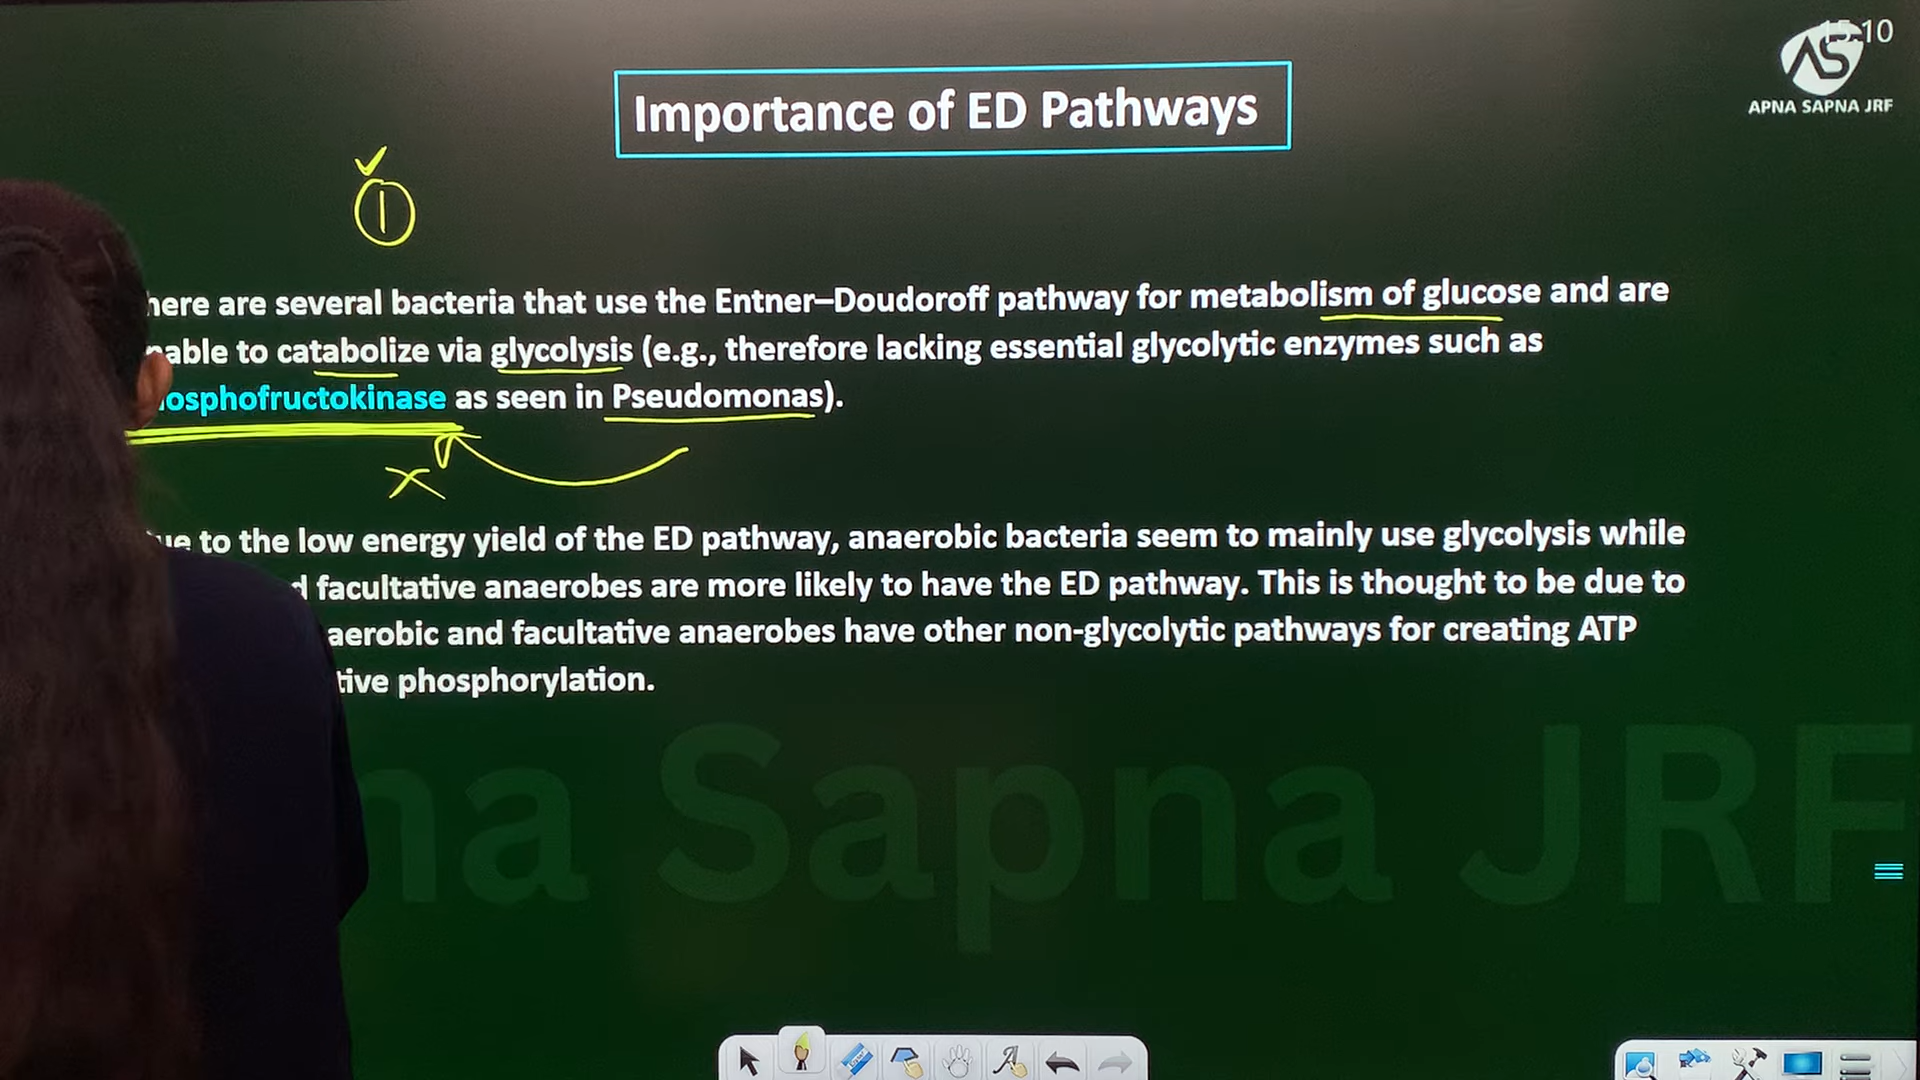 10
AS
APNA SAPNA JRF
Importance of ED Pathways
1
here are several bacteria that use the Entner–Doudoroff pathway for metabolism of glucose and are
able to catabolize via glycolysis (e.g., therefore lacking essential glycolytic enzymes such as
osphofructokinase as seen in Pseudomonas).
x
ue to the low energy yield of the ED pathway, anaerobic bacteria seem to mainly use glycolysis while
d facultative anaerobes are more likely to have the ED pathway. This is thought to be due to
aerobic and facultative anaerobes have other non-glycolytic pathways for creating ATP
tive phosphorylation.
na Sapna JRF